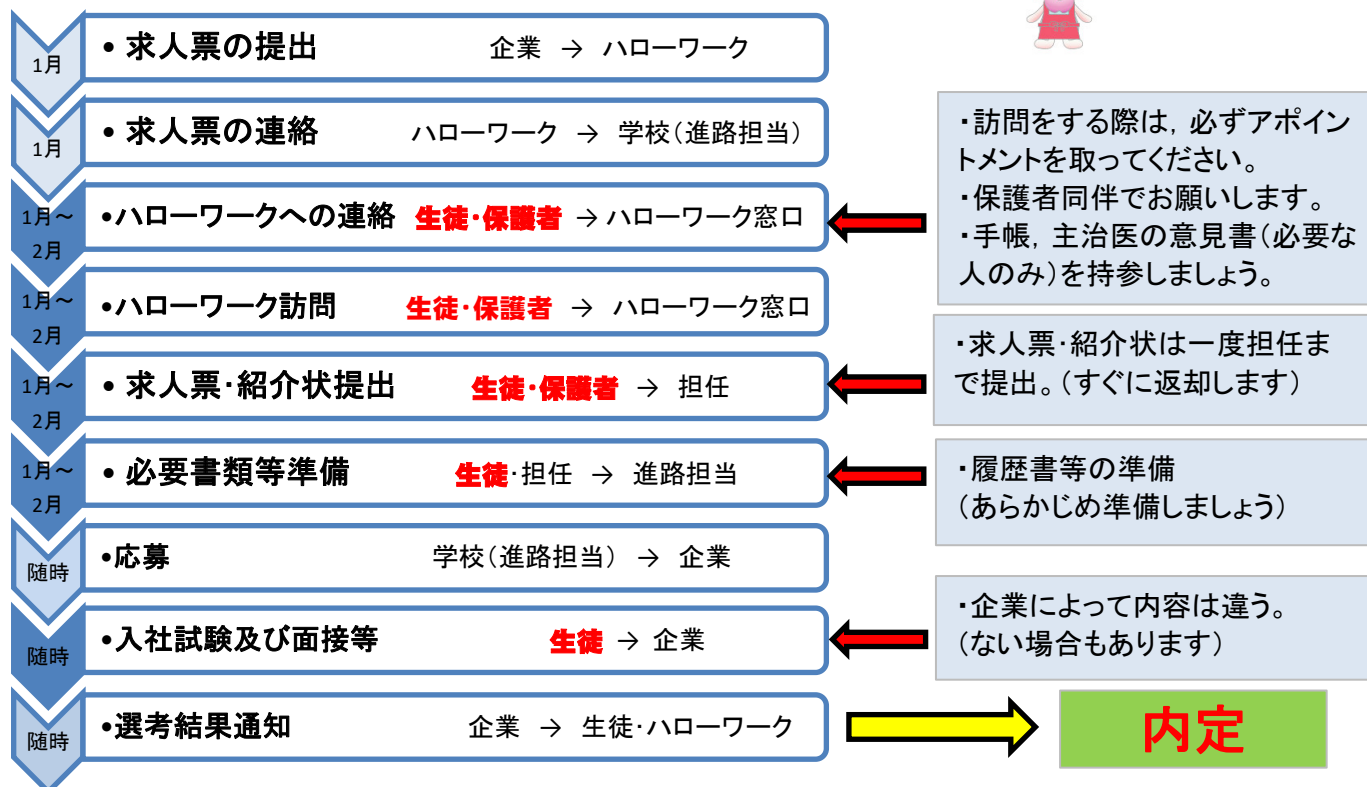 1月
•求人票の提出 企業 → ハローワーク
1月
•求人票の連絡 ハローワーク → 学校(進路担当)
1月～
2月
•ハローワークへの連絡 生徒・保護者 →ハローワーク窓口
・訪問をする際は，必ずアポイン
トメントを取ってください。
・保護者同伴でお願いします。
・手帳，主治医の意見書(必要な
人のみ)を持参しましょう。
1月～
2月
•ハローワーク訪問 生徒・保護者 → ハローワーク窓口
1月～
2月
•求人票・紹介状提出 生徒・保護者 → 担任
・求人票・紹介状は一度担任ま
で提出。(すぐに返却します)
1月～
2月
•必要書類等準備 生徒・担任 → 進路担当
・履歴書等の準備
(あらかじめ準備しましょう)
随時
•応募 学校(進路担当) → 企業
随時
•入社試験及び面接等 生徒 → 企業
・企業によって内容は違う。
(ない場合もあります)
随時
•選考結果通知 企業 → 生徒・ハローワーク
内定